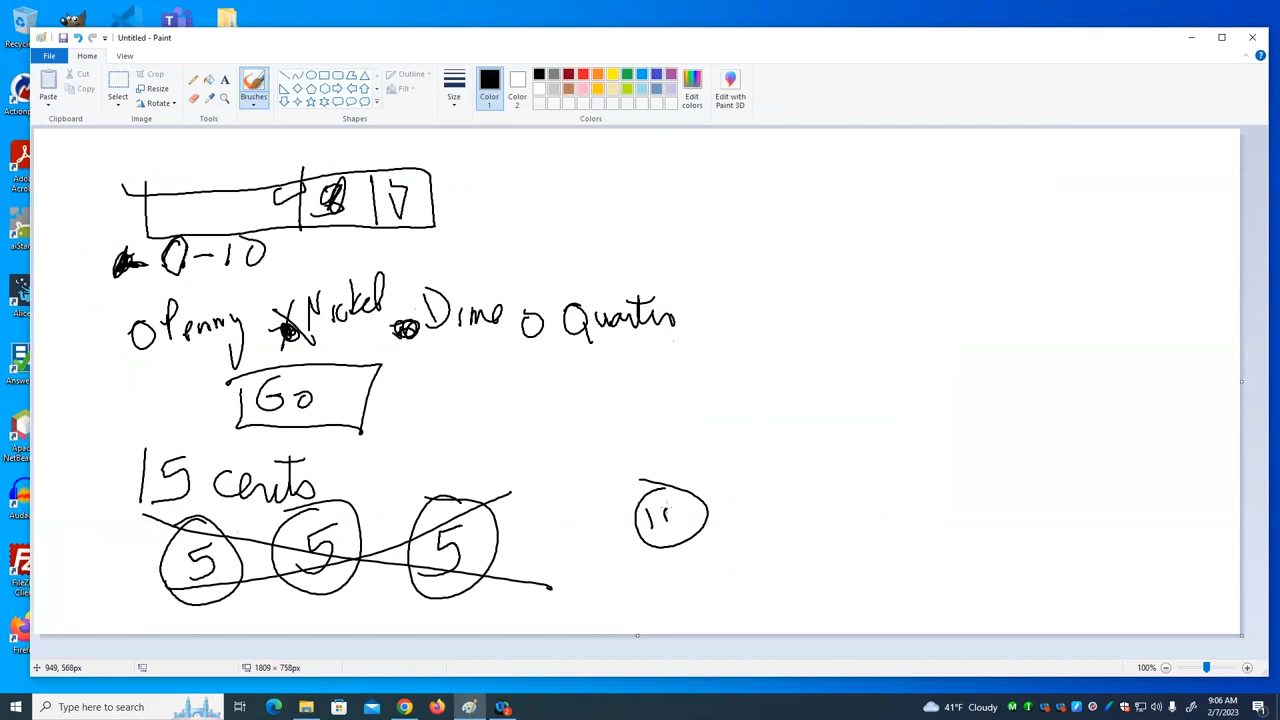 Untitled - Paint
File Home View
Paste Cut Copy Select Crop Resize Rotate Brushes Outline Fill Size Color 1 Color 2 Edit colors Edit with Paint 3D
Clipboard Image Tools Shapes Colors
0-10
Penny Nickel Dime Quarter
Go
15 cents
5 5 5
949, 568px 1809 × 758px 100%
Type here to search 41°F Cloudy 9:06 AM
2/7/2023